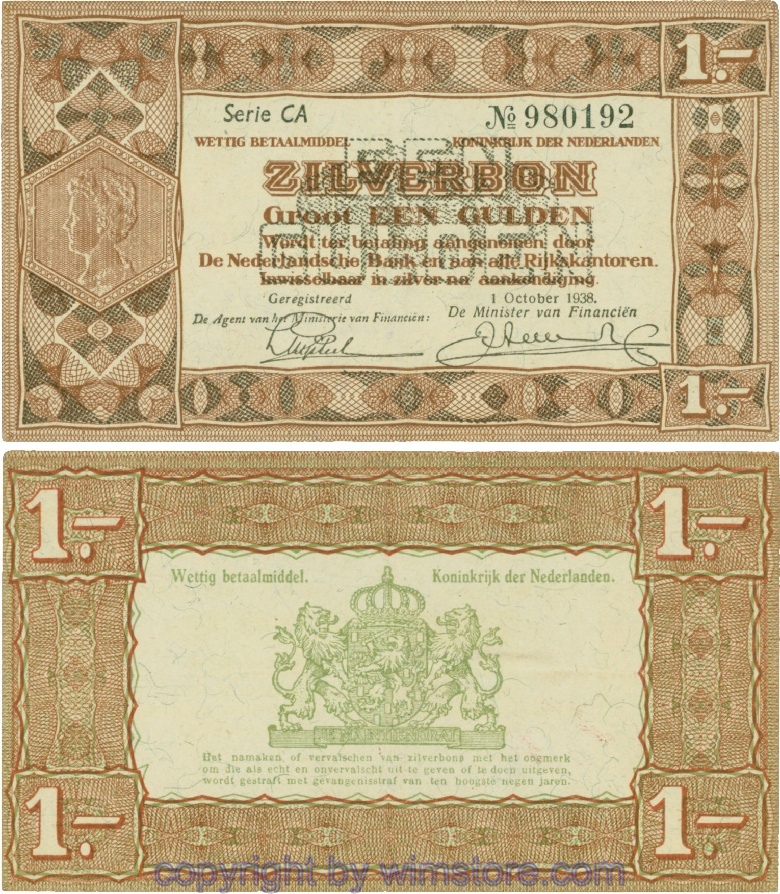 1.-
Serie CA № 980192
WETTIG BETAALMIDDEL KONINKRIJK DER NEDERLANDEN
EEN
ZILVERBON
Groot EEN GULDEN
GULDEN
Wordt ter betaling aangenomen door
De Nederlandsche Bank en aan alle Rijkskantoren.
Inwisselbaar in zilver na aankondiging.
Geregistreerd 1 October 1938.
De Agent van het Ministerie van Financiën: De Minister van Financiën
1.-
1.- 1.-
Wettig betaalmiddel. Koninkrijk der Nederlanden.
JE MAINTIENDRAI
Het namaken of vervalschen van zilverbons met het oogmerk
om die als echt en onvervalscht uit te geven of te doen uitgeven,
wordt gestraft met gevangenisstraf van ten hoogste negen jaren.
1.- 1.-
copyright by wimstore.com